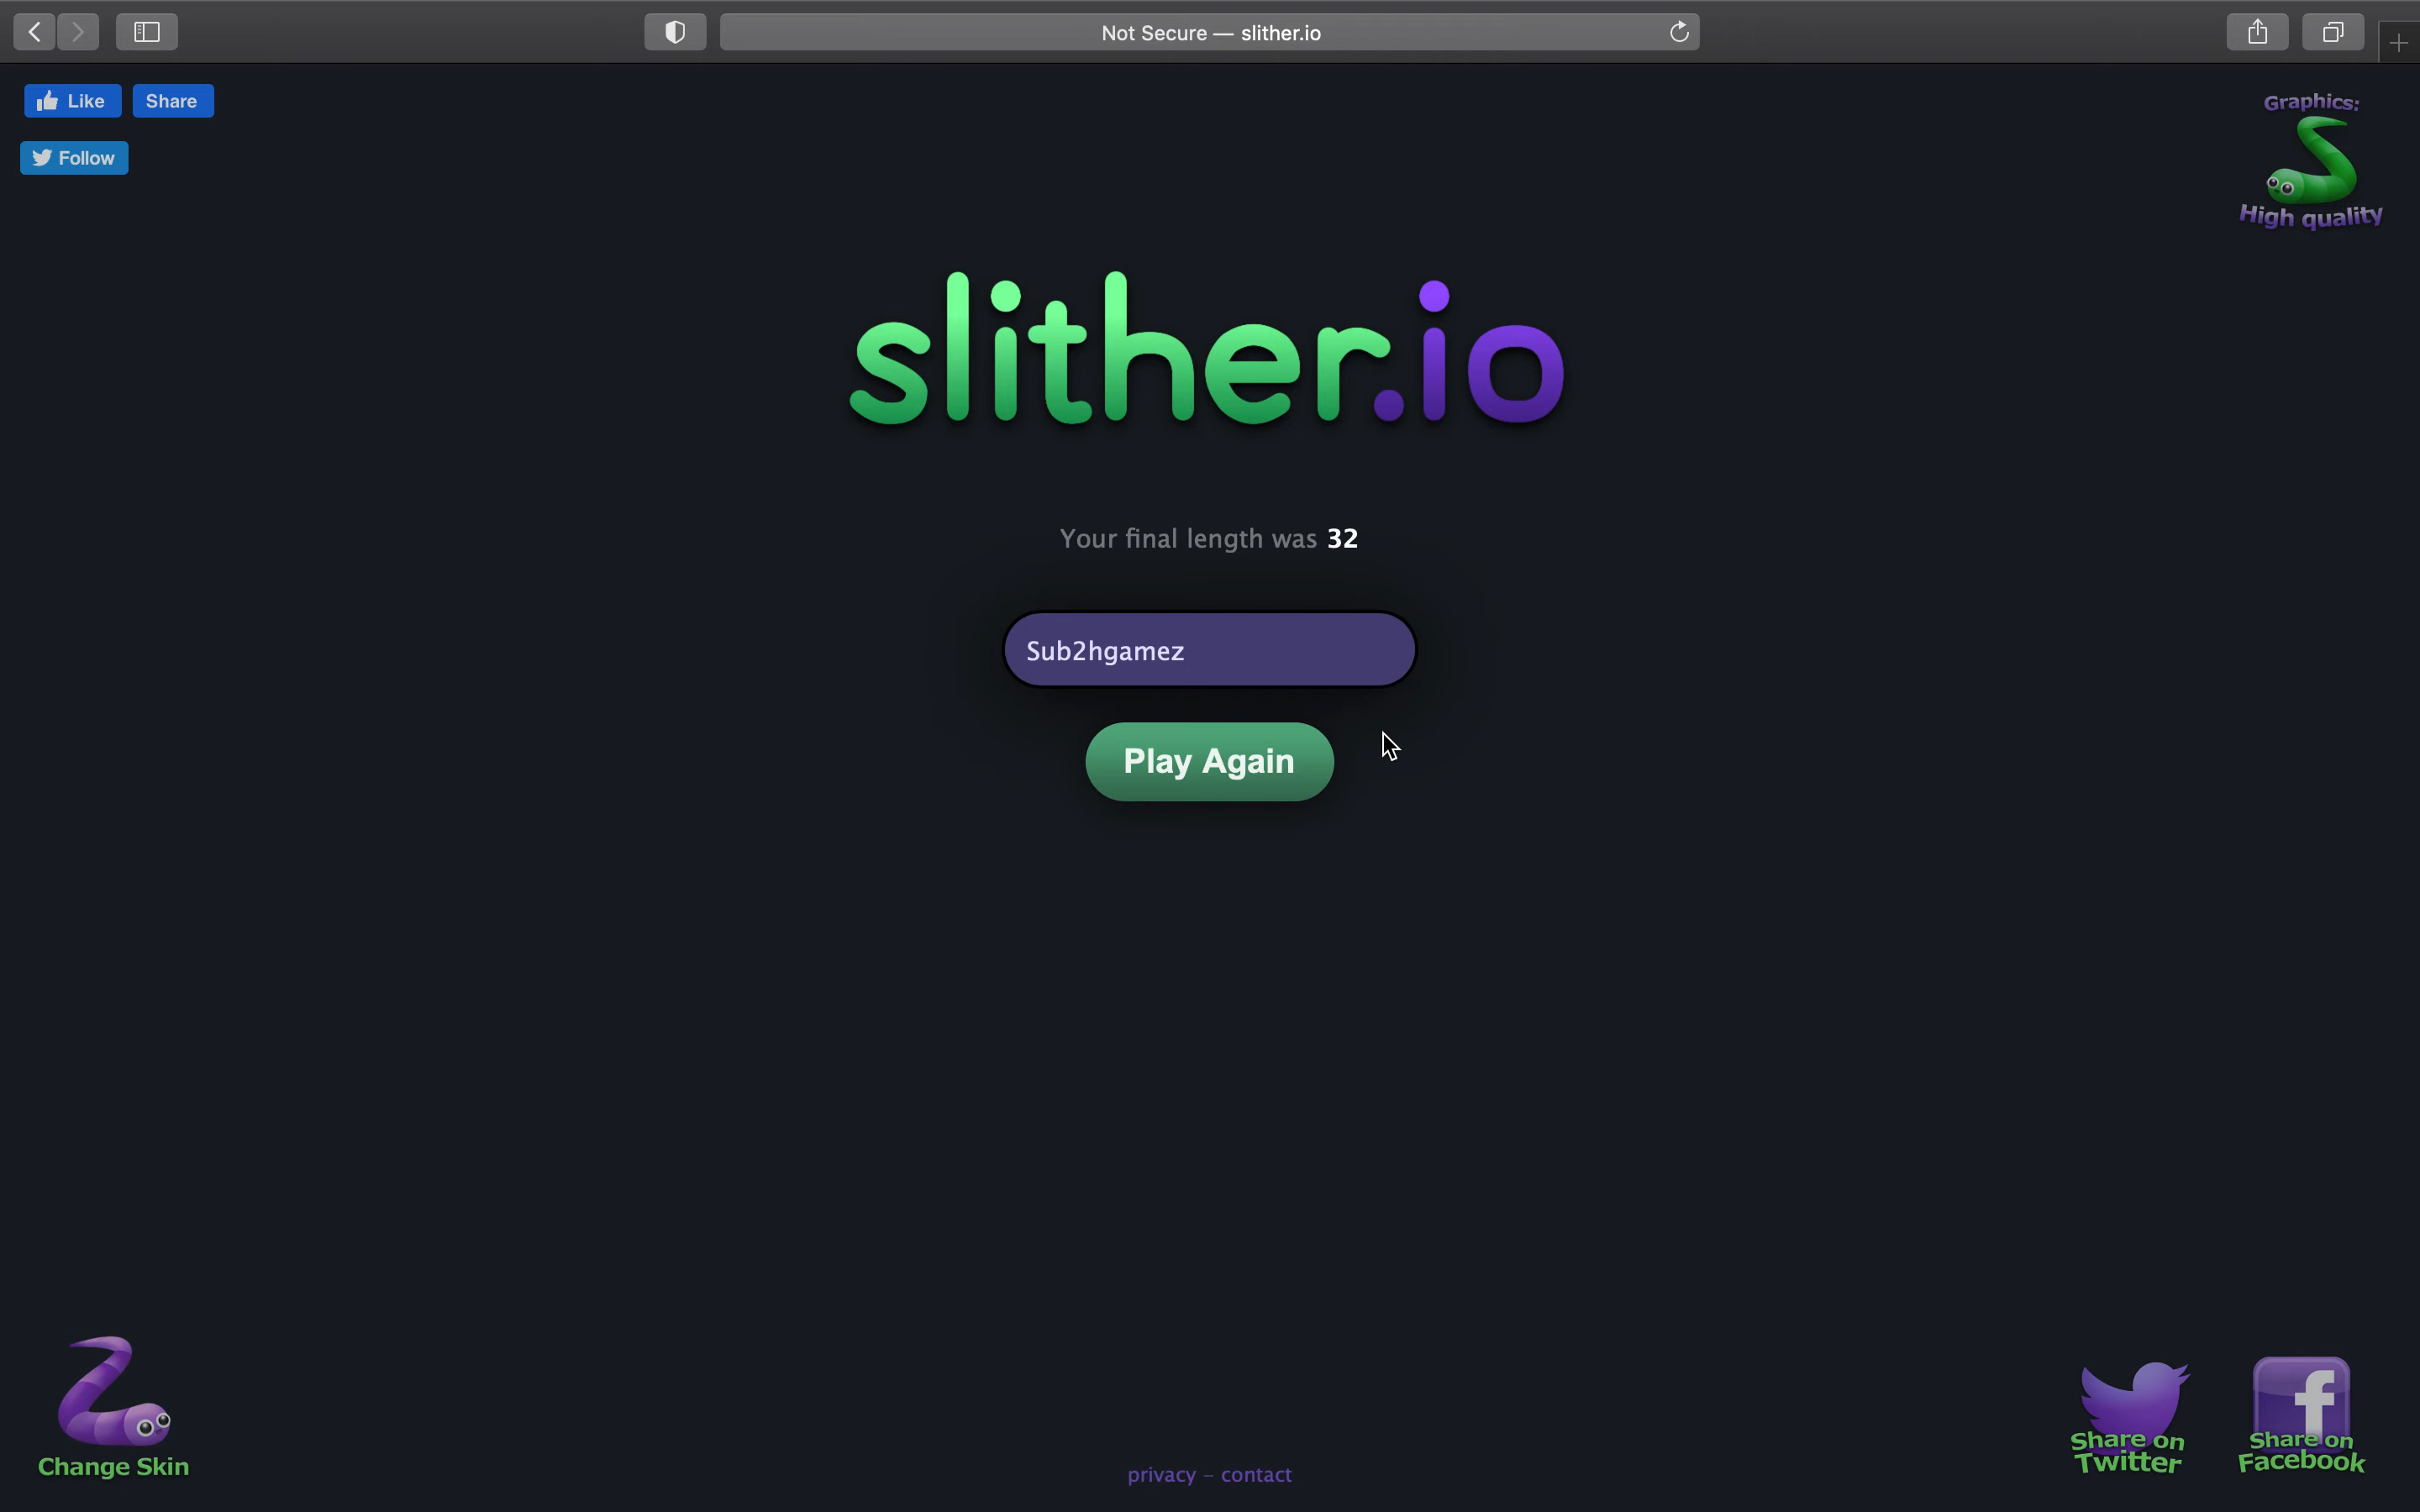 Not Secure — slither.io
Like
Share
Follow
Graphics:
High quality
slither.io
Your final length was 32
Sub2hgamez
Play Again
Change Skin
privacy – contact
Share on
Twitter
Share on
Facebook